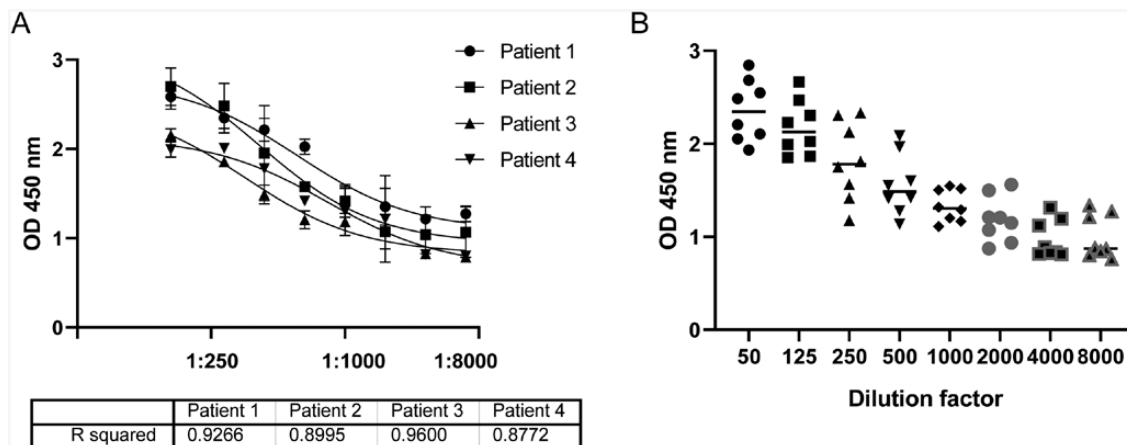 A
OD 450 nm
3
2
1
0
1:250 1:1000 1:8000
Patient 1
Patient 2
Patient 3
Patient 4
Patient 1 Patient 2 Patient 3 Patient 4
R squared 0.9266 0.8995 0.9600 0.8772
B
OD 450 nm
3
2
1
0
50 125 250 500 1000 2000 4000 8000
Dilution factor